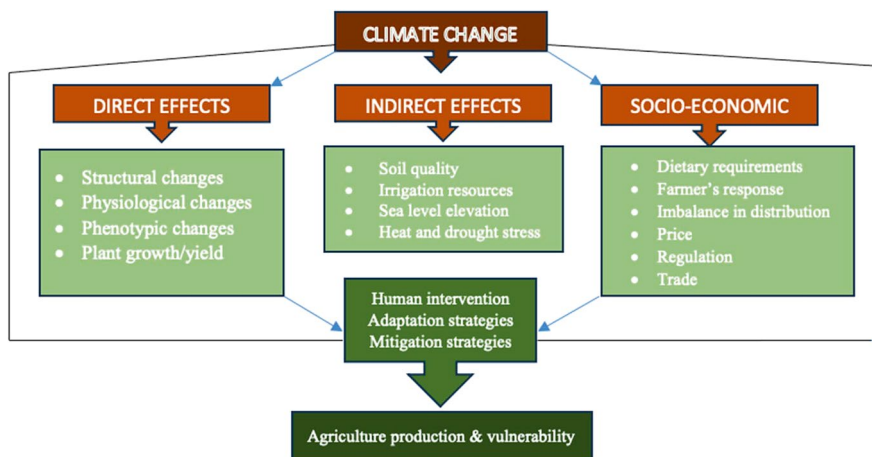 CLIMATE CHANGE
DIRECT EFFECTS
Structural changes
Physiological changes
Phenotypic changes
Plant growth/yield
INDIRECT EFFECTS
Soil quality
Irrigation resources
Sea level elevation
Heat and drought stress
SOCIO-ECONOMIC
Dietary requirements
Farmer's response
Imbalance in distribution
Price
Regulation
Trade
Human intervention
Adaptation strategies
Mitigation strategies
Agriculture production & vulnerability